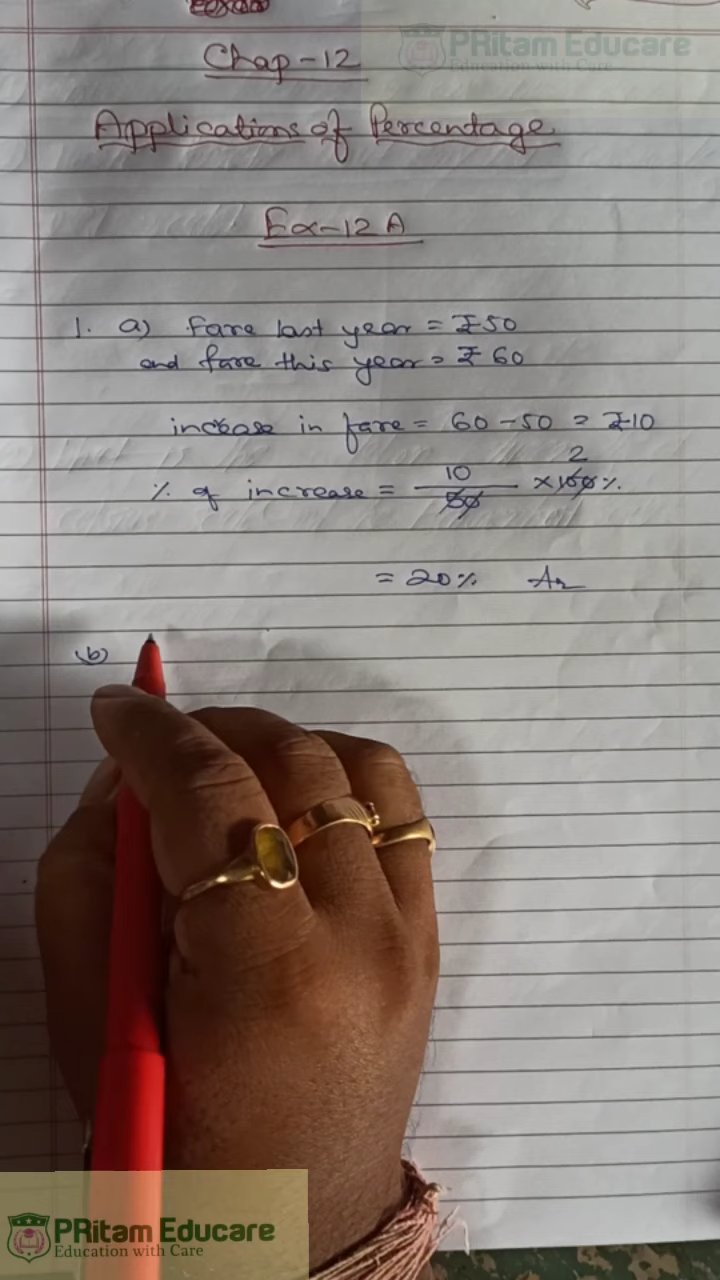 PRitam Educare
Education with Care
Chap-12
Applications of Percentage
Ex-12 A
1. a) Fare last year = ₹50
and fare this year = ₹ 60
increase in fare = 60 - 50 = ₹10
2
% of increase = 10/50 × 100 %
= 20% An
(b)
PRitam Educare
Education with Care